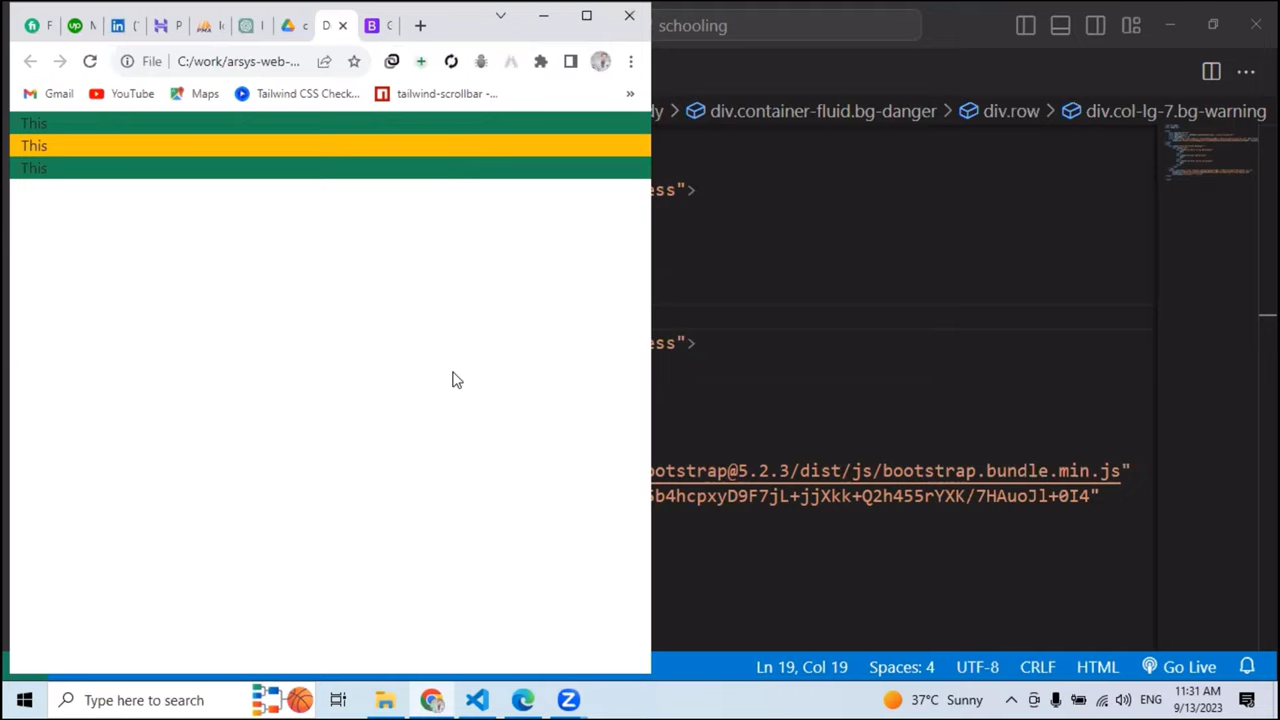 schooling
File C:/work/arsys-web-...
Gmail YouTube Maps Tailwind CSS Check... tailwind-scrollbar -... »
dy > div.container-fluid.bg-danger > div.row > div.col-lg-7.bg-warning
This
This
This
ess">
ess">
ootstrap@5.2.3/dist/js/bootstrap.bundle.min.js"
5b4hcpxyD9F7jL+jjXkk+Q2h455rYXK/7HAuoJl+0I4"
Ln 19, Col 19 Spaces: 4 UTF-8 CRLF HTML Go Live
Type here to search 37°C Sunny ENG 11:31 AM
9/13/2023